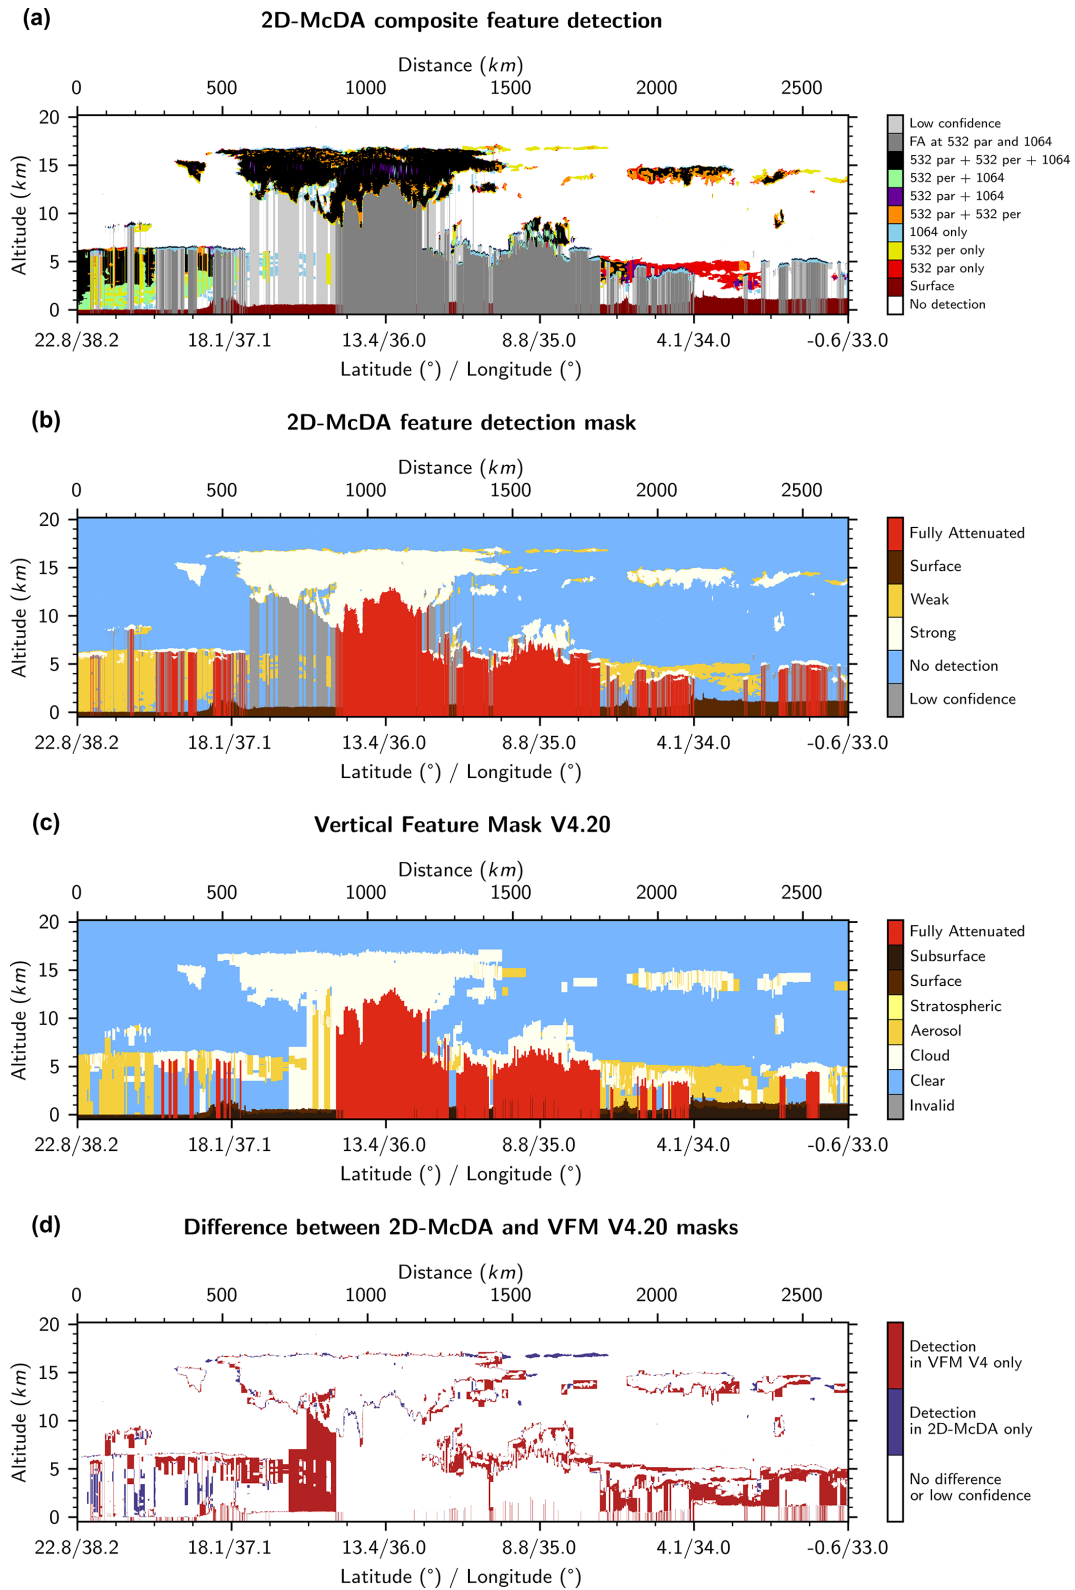 (a)
2D-McDA composite feature detection
Distance (km)
0 500 1000 1500 2000 2500
Altitude (km)
20
15
10
5
0
22.8/38.2 18.1/37.1 13.4/36.0 8.8/35.0 4.1/34.0 -0.6/33.0
Latitude (°) / Longitude (°)
Low confidence
FA at 532 par and 1064
532 par + 532 per + 1064
532 per + 1064
532 par + 1064
532 par + 532 per
1064 only
532 per only
532 par only
Surface
No detection
(b)
2D-McDA feature detection mask
Distance (km)
0 500 1000 1500 2000 2500
Altitude (km)
20
15
10
5
0
22.8/38.2 18.1/37.1 13.4/36.0 8.8/35.0 4.1/34.0 -0.6/33.0
Latitude (°) / Longitude (°)
Fully Attenuated
Surface
Weak
Strong
No detection
Low confidence
(c)
Vertical Feature Mask V4.20
Distance (km)
0 500 1000 1500 2000 2500
Altitude (km)
20
15
10
5
0
22.8/38.2 18.1/37.1 13.4/36.0 8.8/35.0 4.1/34.0 -0.6/33.0
Latitude (°) / Longitude (°)
Fully Attenuated
Subsurface
Surface
Stratospheric
Aerosol
Cloud
Clear
Invalid
(d)
Difference between 2D-McDA and VFM V4.20 masks
Distance (km)
0 500 1000 1500 2000 2500
Altitude (km)
20
15
10
5
0
22.8/38.2 18.1/37.1 13.4/36.0 8.8/35.0 4.1/34.0 -0.6/33.0
Latitude (°) / Longitude (°)
Detection
in VFM V4 only
Detection
in 2D-McDA only
No difference
or low confidence